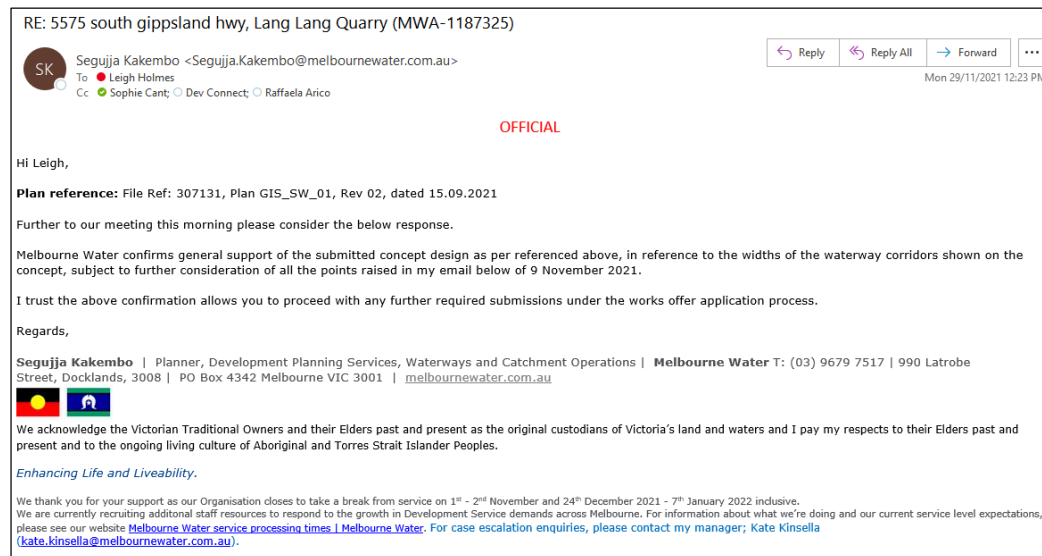 RE: 5575 south gippsland hwy, Lang Lang Quarry (MWA-1187325)
SK
Segujja Kakembo <Segujja.Kakembo@melbournewater.com.au>
To Leigh Holmes
Cc Sophie Cant; Dev Connect; Raffaela Arico
Reply
Reply All
Forward
...
Mon 29/11/2021 12:23 PM
OFFICIAL
Hi Leigh,
Plan reference: File Ref: 307131, Plan GIS_SW_01, Rev 02, dated 15.09.2021
Further to our meeting this morning please consider the below response.
Melbourne Water confirms general support of the submitted concept design as per referenced above, in reference to the widths of the waterway corridors shown on the
concept, subject to further consideration of all the points raised in my email below of 9 November 2021.
I trust the above confirmation allows you to proceed with any further required submissions under the works offer application process.
Regards,
Segujja Kakembo | Planner, Development Planning Services, Waterways and Catchment Operations | Melbourne Water T: (03) 9679 7517 | 990 Latrobe
Street, Docklands, 3008 | PO Box 4342 Melbourne VIC 3001 | melbournewater.com.au
We acknowledge the Victorian Traditional Owners and their Elders past and present as the original custodians of Victoria's land and waters and I pay my respects to their Elders past and
present and to the ongoing living culture of Aboriginal and Torres Strait Islander Peoples.
Enhancing Life and Liveability.
We thank you for your support as our Organisation closes to take a break from service on 1st - 2nd November and 24th December 2021 - 7th January 2022 inclusive.
We are currently recruiting additonal staff resources to respond to the growth in Development Service demands across Melbourne. For information about what we're doing and our current service level expectations,
please see our website Melbourne Water service processing times | Melbourne Water. For case escalation enquiries, please contact my manager; Kate Kinsella
(kate.kinsella@melbournewater.com.au).